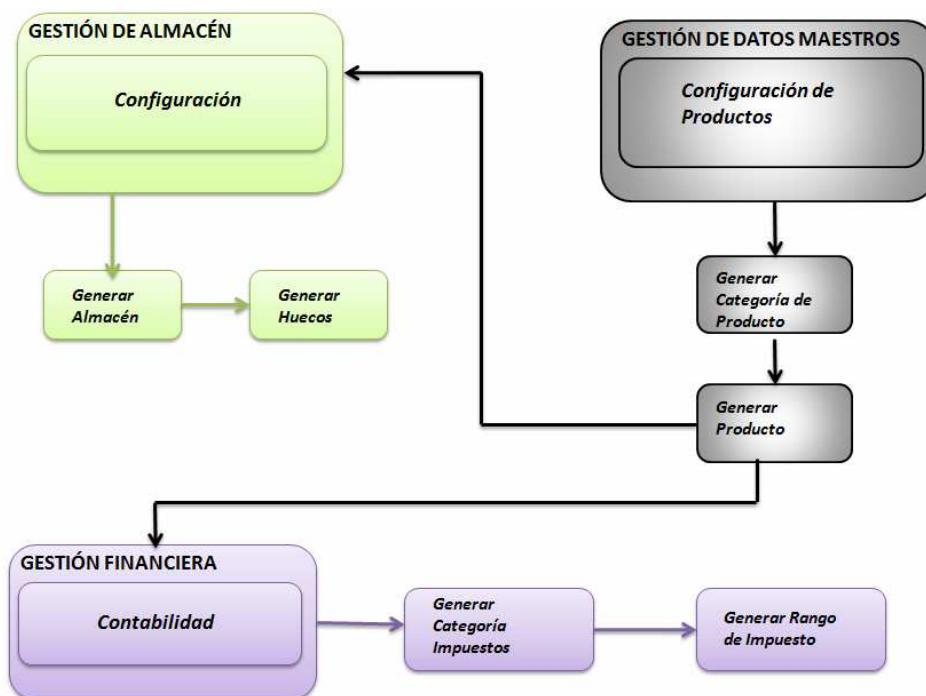 GESTIÓN DE ALMACÉN
Configuración
Generar
Almacén
Generar
Huecos
GESTIÓN DE DATOS MAESTROS
Configuración de
Productos
Generar
Categoría de
Producto
Generar
Producto
GESTIÓN FINANCIERA
Contabilidad
Generar
Categoría
Impuestos
Generar Rango
de Impuesto